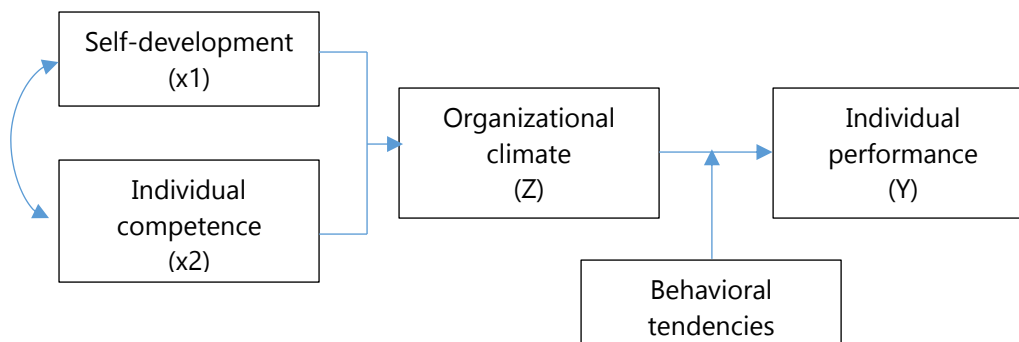 Self-development
(x1)
Individual
competence
(x2)
Organizational
climate
(Z)
Individual
performance
(Y)
Behavioral
tendencies